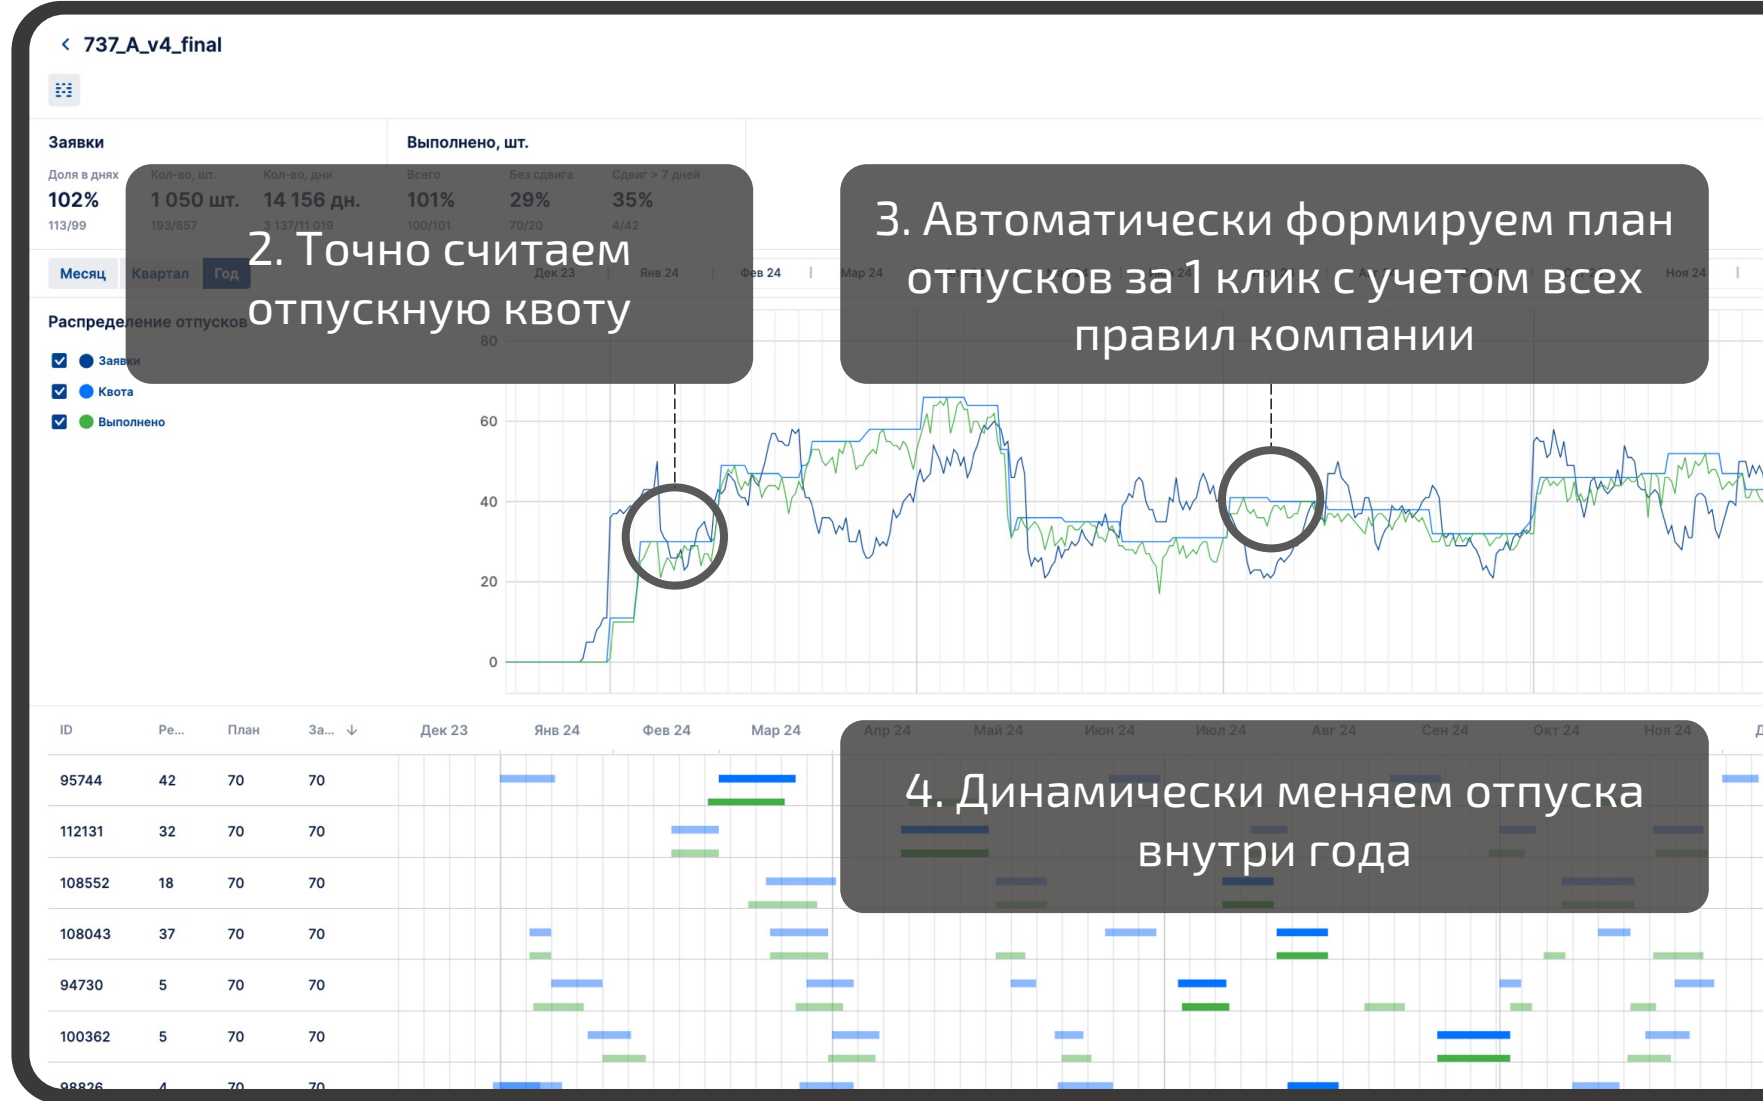 737_A_v4_final
Заявки
Выполнено, шт.
Доля в днях
Кол-во, шт.
Кол-во, дни
Всего
Без сдвига
Сдвиг > 7 дней
102%
1 050 шт.
14 156 дн.
101%
29%
35%
113/99
193/857
3 137/11 019
100/101
70/20
4/42
2. Точно считаем
отпускную квоту
3. Автоматически формируем план
отпусков за 1 клик с учетом всех
правил компании
Месяц
Квартал
Год
Дек 23
Янв 24
Фев 24
Мар 24
Ноя 24
Распределение отпусков
Заявки
Квота
Выполнено
80
60
40
20
0
ID
Ре...
План
За...
Дек 23
Янв 24
Фев 24
Мар 24
Апр 24
Май 24
Июн 24
Июл 24
Авг 24
Сен 24
Окт 24
Ноя 24
4. Динамически меняем отпуска
внутри года
95744 42 70 70
112131 32 70 70
108552 18 70 70
108043 37 70 70
94730 5 70 70
100362 5 70 70
98826 4 70 70